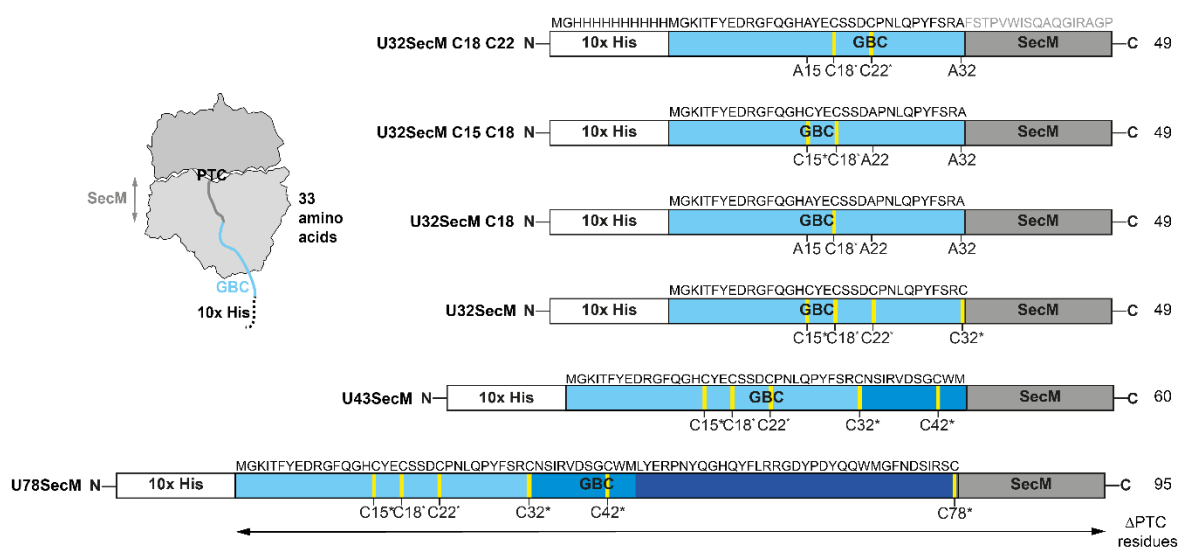 MGHHHHHHHHHHMGKITFYEDRGFQGHAYECSSDCPNLQPYFSRAFSTPVWISQAQGIRAGP
U32SecM C18 C22 N 10x His GBC SecM C 49
A15 C18* C22* A32
MGKITFYEDRGFQGHCYECSSDAPNLQPYFSRA
U32SecM C15 C18 N 10x His GBC SecM C 49
C15* C18* A22 A32
MGKITFYEDRGFQGHAYECSSDAPNLQPYFSRA
U32SecM C18 N 10x His GBC SecM C 49
A15 C18* A22 A32
MGKITFYEDRGFQGHCYECSSDCPNLQPYFSRC
U32SecM N 10x His GBC SecM C 49
C15* C18* C22* C32*
MGKITFYEDRGFQGHCYECSSDCPNLQPYFSRCNSIRVDSGCWM
U43SecM N 10x His GBC SecM C 60
C15* C18* C22* C32* C42*
MGKITFYEDRGFQGHCYECSSDCPNLQPYFSRCNSIRVDSGCWMLYERPNYQGHQYFLRRGDYPDYQQWMGFNDSIRSC
U78SecM N 10x His GBC SecM C 95
C15* C18* C22* C32* C42* C78*
ΔPTC
residues
PTC
SecM
33
amino
acids
GBC
10x His